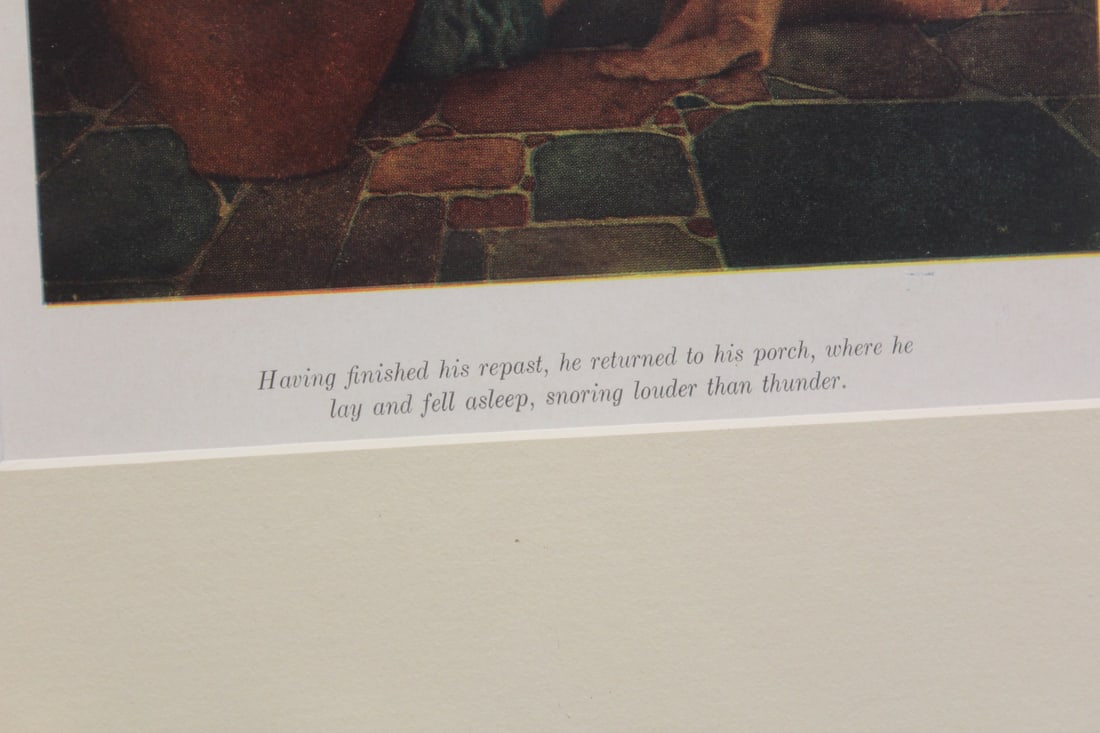 Having finished his repast, he returned to his porch, where he
lay and fell asleep, snoring louder than thunder.